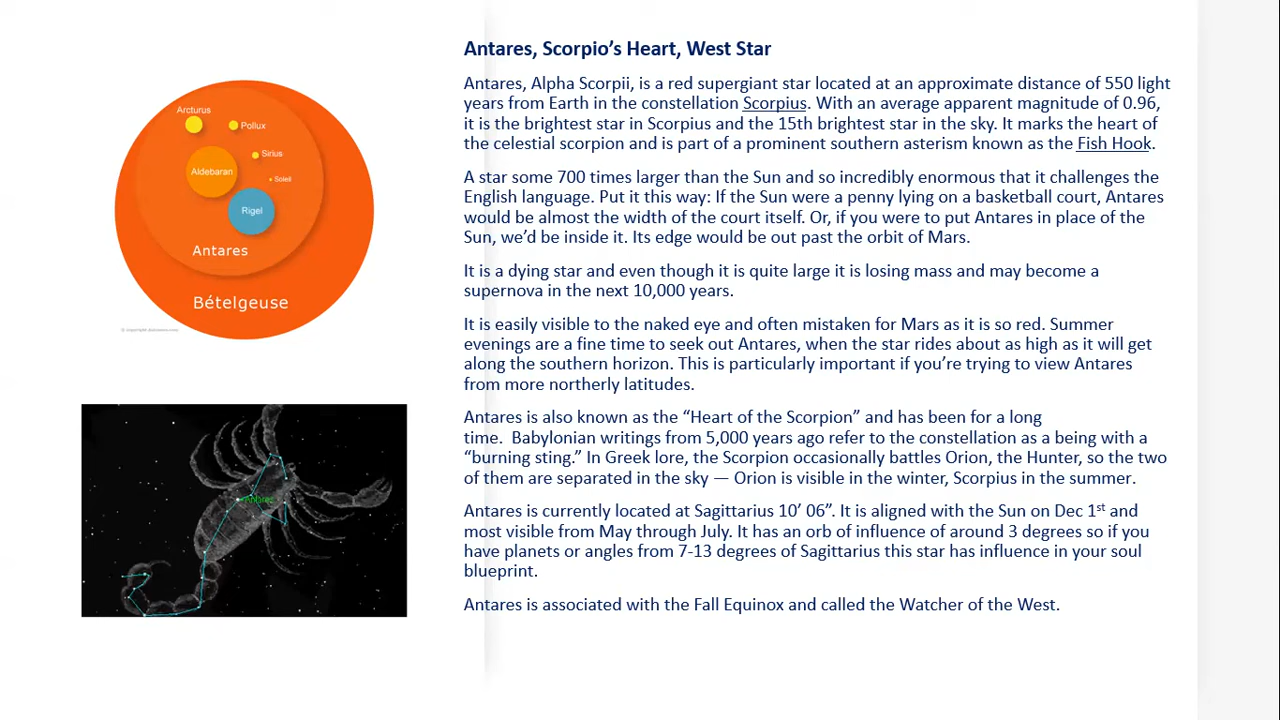 Antares, Scorpio's Heart, West Star
Antares, Alpha Scorpii, is a red supergiant star located at an approximate distance of 550 light
years from Earth in the constellation Scorpius. With an average apparent magnitude of 0.96,
it is the brightest star in Scorpius and the 15th brightest star in the sky. It marks the heart of
the celestial scorpion and is part of a prominent southern asterism known as the Fish Hook.
A star some 700 times larger than the Sun and so incredibly enormous that it challenges the
English language. Put it this way: If the Sun were a penny lying on a basketball court, Antares
would be almost the width of the court itself. Or, if you were to put Antares in place of the
Sun, we'd be inside it. Its edge would be out past the orbit of Mars.
It is a dying star and even though it is quite large it is losing mass and may become a
supernova in the next 10,000 years.
It is easily visible to the naked eye and often mistaken for Mars as it is so red. Summer
evenings are a fine time to seek out Antares, when the star rides about as high as it will get
along the southern horizon. This is particularly important if you're trying to view Antares
from more northerly latitudes.
Antares is also known as the “Heart of the Scorpion” and has been for a long
time.  Babylonian writings from 5,000 years ago refer to the constellation as a being with a
“burning sting.” In Greek lore, the Scorpion occasionally battles Orion, the Hunter, so the two
of them are separated in the sky — Orion is visible in the winter, Scorpius in the summer.
Antares is currently located at Sagittarius 10’ 06”. It is aligned with the Sun on Dec 1st and
most visible from May through July. It has an orb of influence of around 3 degrees so if you
have planets or angles from 7-13 degrees of Sagittarius this star has influence in your soul
blueprint.
Antares is associated with the Fall Equinox and called the Watcher of the West.
Arcturus
Pollux
Sirius
Aldebaran
Soleil
Rigel
Antares
Bételgeuse
Antares